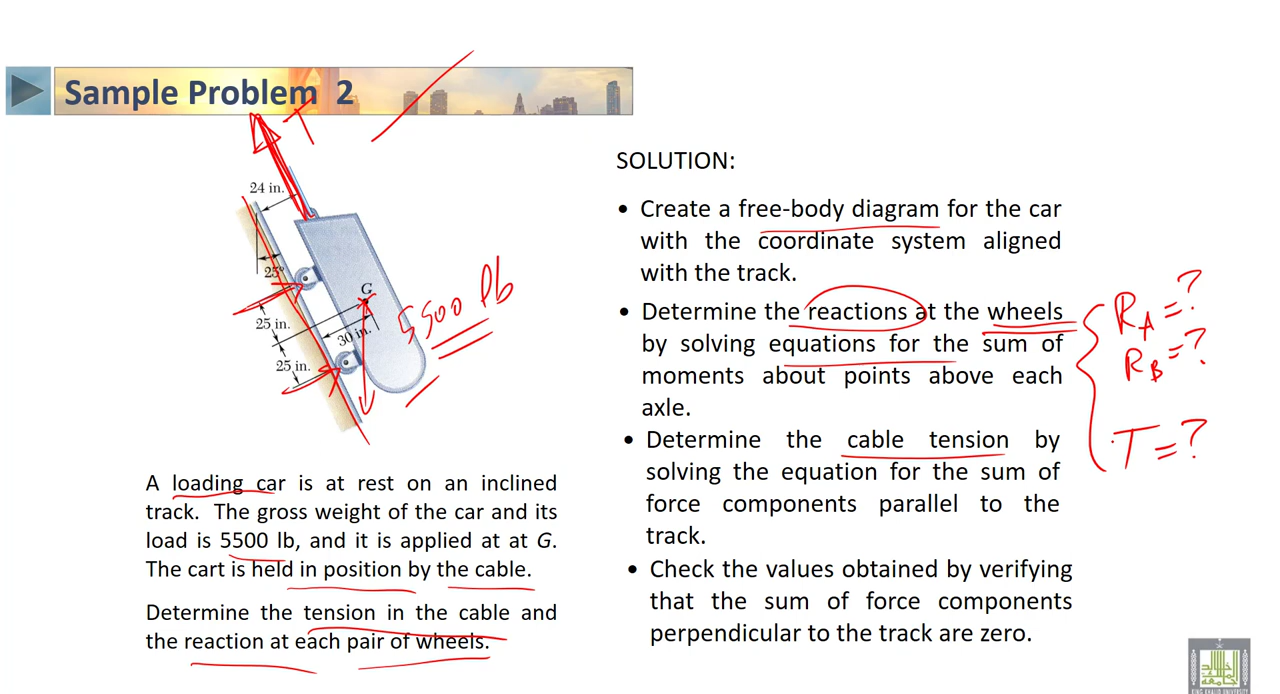 Sample Problem 2
T
24 in.
25°
G
25 in.
30 in.
25 in.
5500 lb
A loading car is at rest on an inclined
track. The gross weight of the car and its
load is 5500 lb, and it is applied at at G.
The cart is held in position by the cable.
Determine the tension in the cable and
the reaction at each pair of wheels.
SOLUTION:
• Create a free-body diagram for the car
with the coordinate system aligned
with the track.
• Determine the reactions at the wheels
by solving equations for the sum of
moments about points above each
axle.
• Determine the cable tension by
solving the equation for the sum of
force components parallel to the
track.
• Check the values obtained by verifying
that the sum of force components
perpendicular to the track are zero.
RA = ?
RB = ?
T = ?